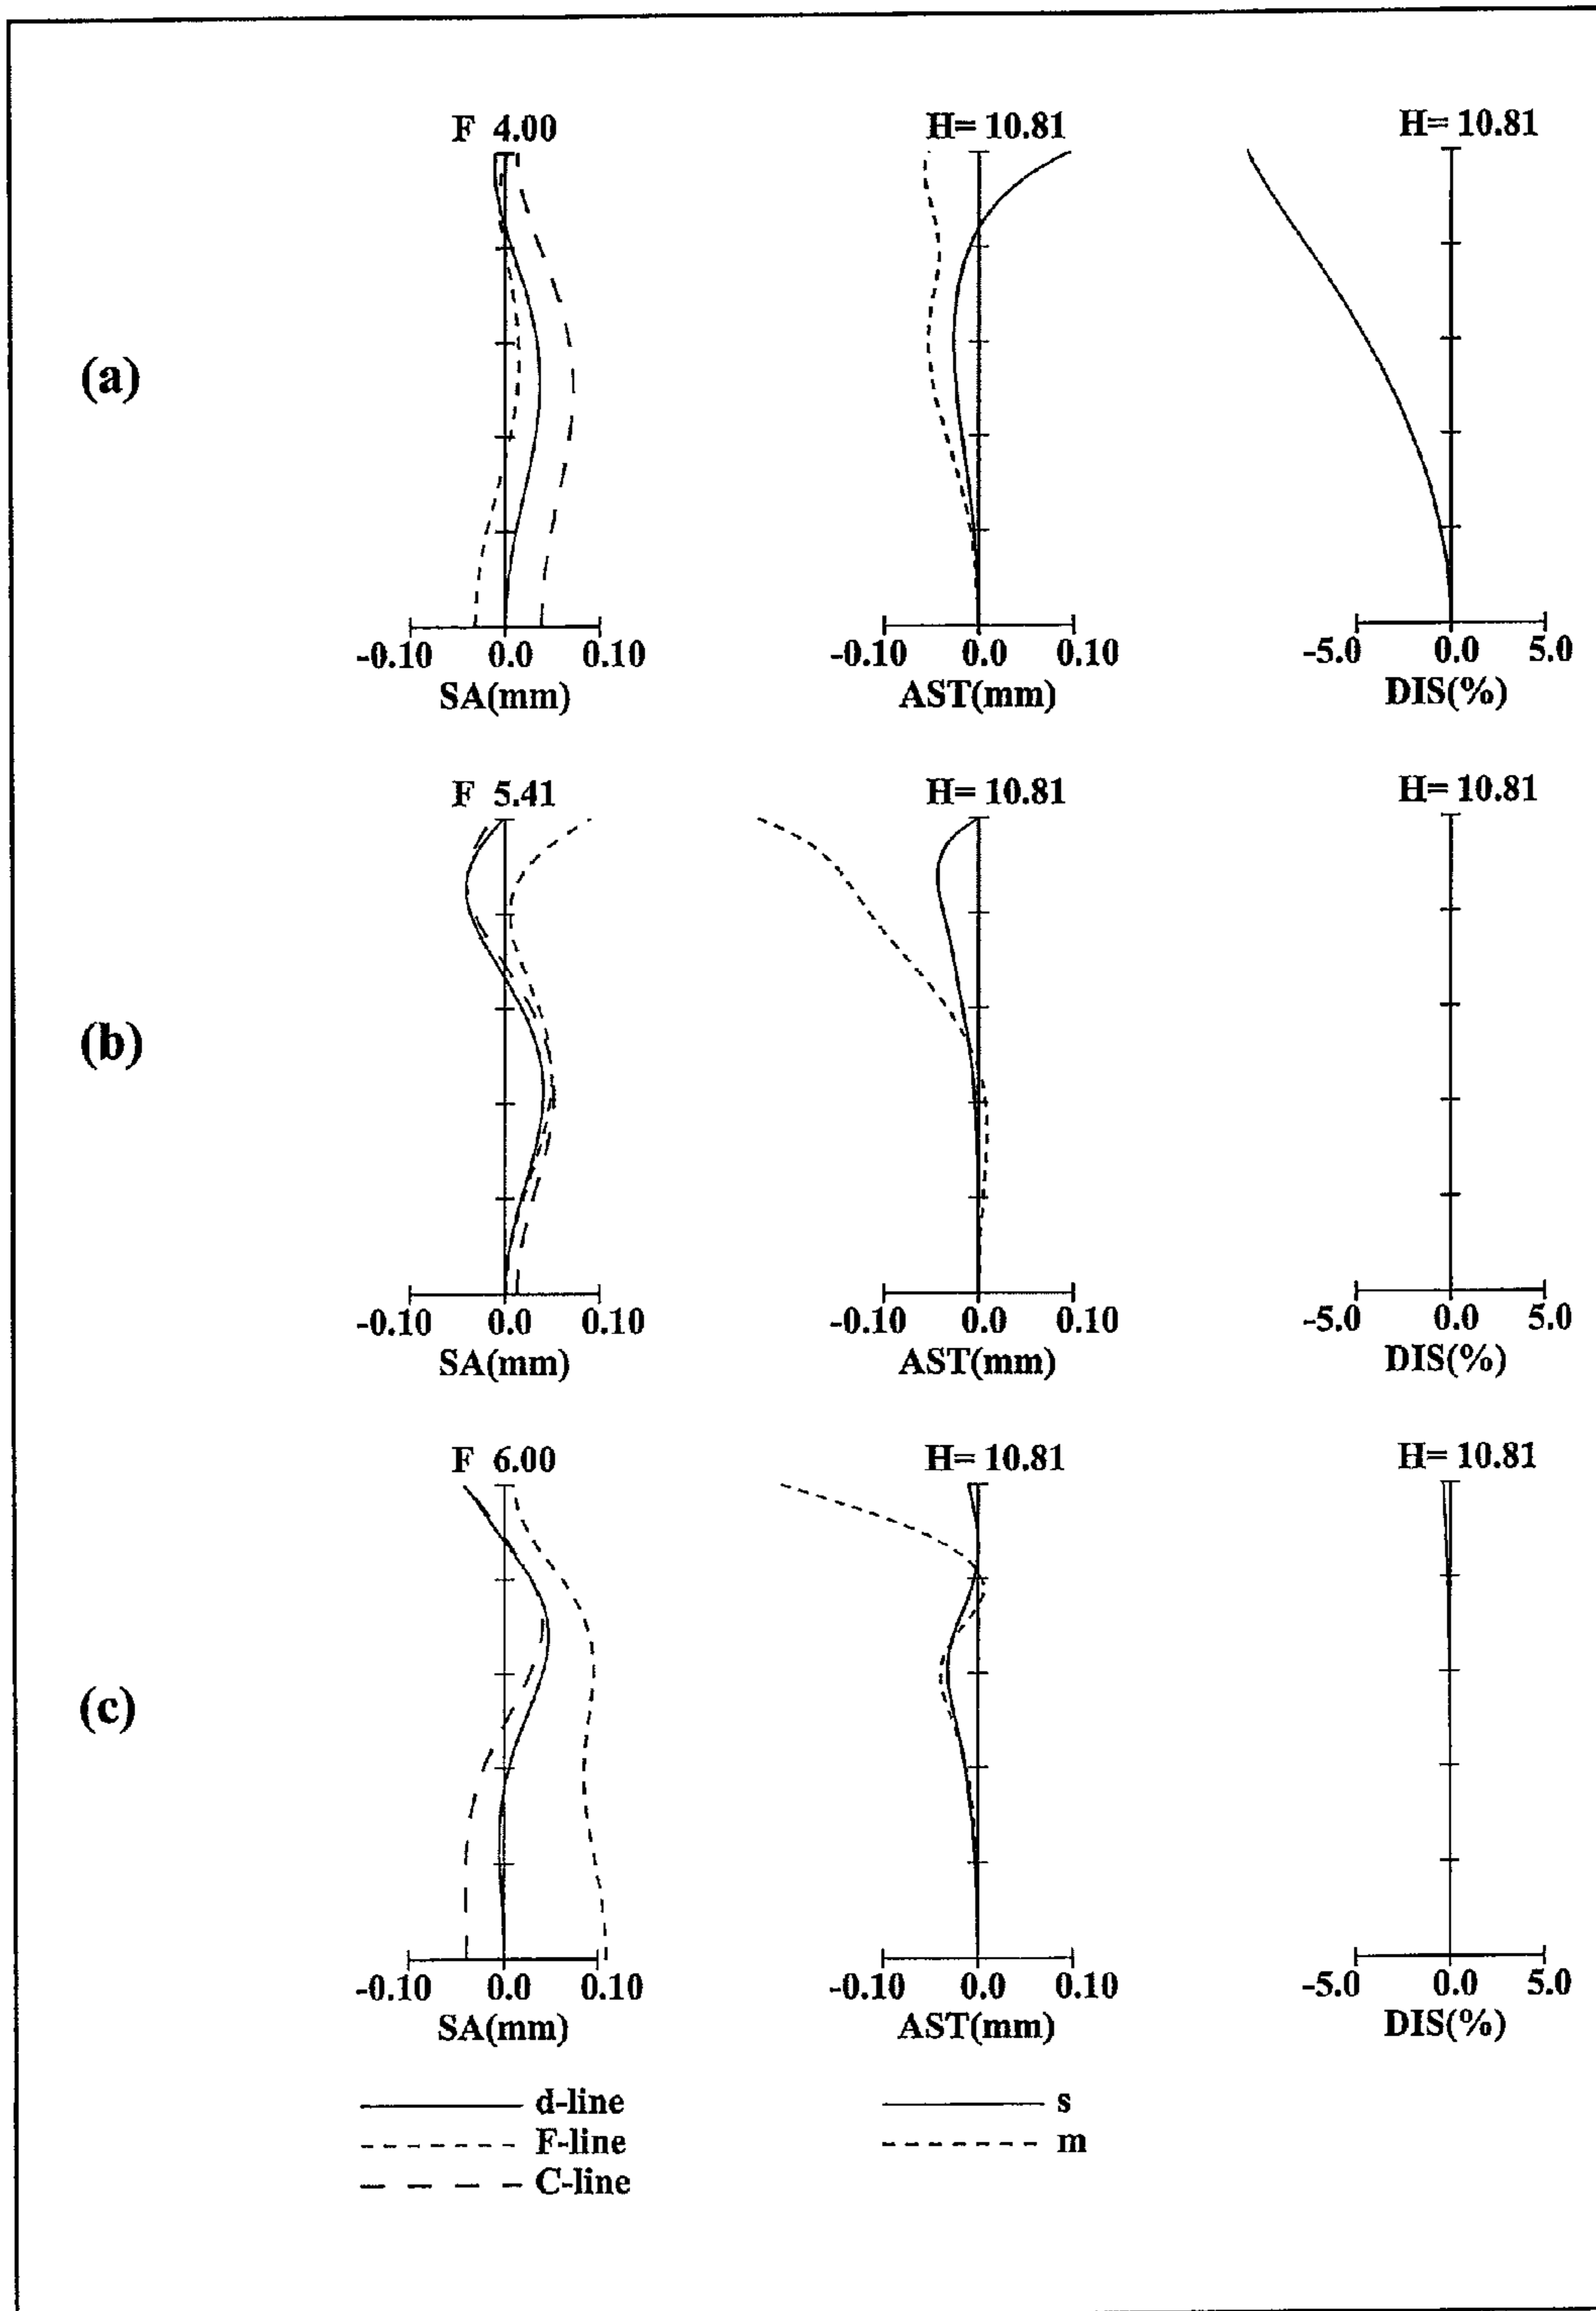 F 4.00 H= 10.81 H= 10.81
(a)
-0.10 0.0 0.10 -0.10 0.0 0.10 -5.0 0.0 5.0
SA(mm) AST(mm) DIS(%)
F 5.41 H= 10.81 H= 10.81
(b)
-0.10 0.0 0.10 -0.10 0.0 0.10 -5.0 0.0 5.0
SA(mm) AST(mm) DIS(%)
F 6.00 H= 10.81 H= 10.81
(c)
-0.10 0.0 0.10 -0.10 0.0 0.10 -5.0 0.0 5.0
SA(mm) AST(mm) DIS(%)
d-line s
F-line m
C-line